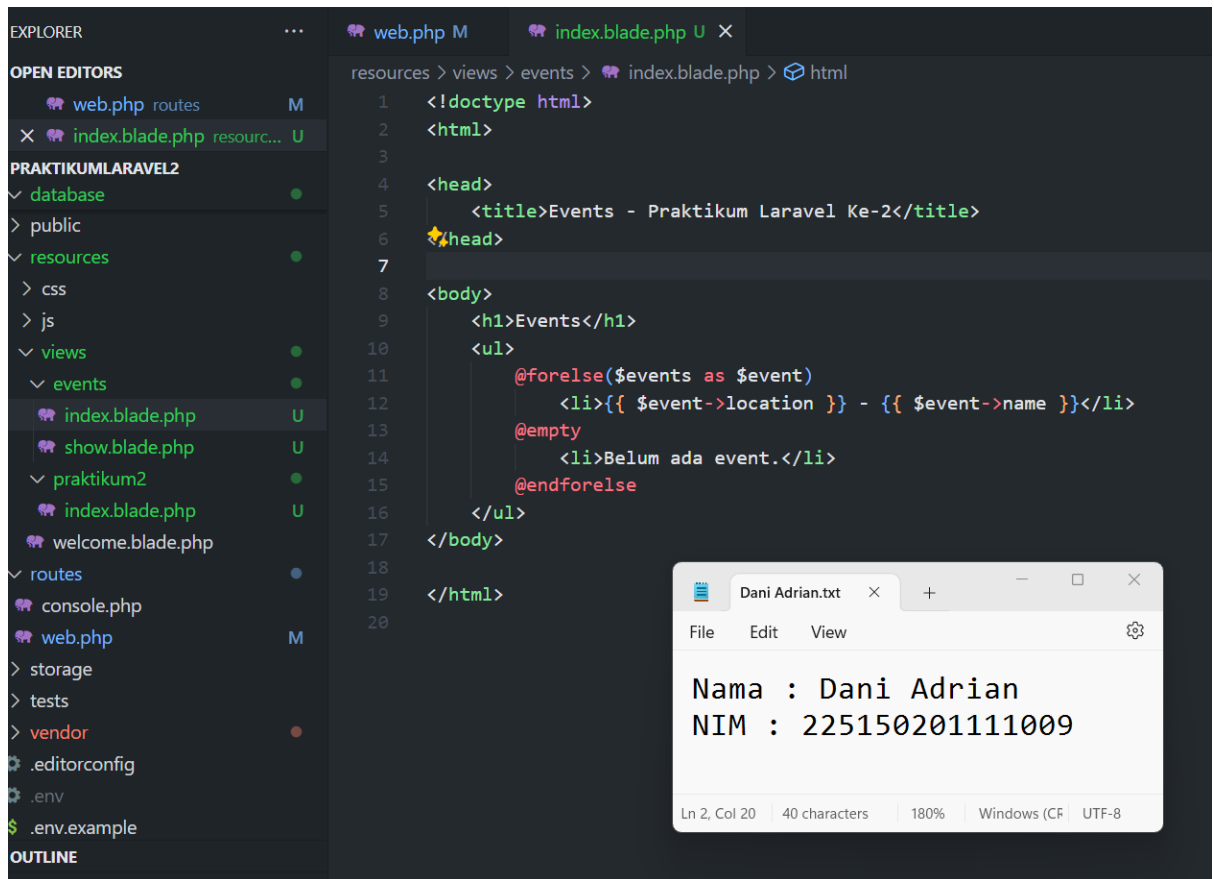 EXPLORER ···
OPEN EDITORS
web.php routes M
index.blade.php resourc... U
PRAKTIKUMLARAVEL2
database
public
resources
css
js
views
events
index.blade.php U
show.blade.php U
praktikum2
index.blade.php U
welcome.blade.php
routes
console.php
web.php M
storage
tests
vendor
.editorconfig
.env
$ .env.example
OUTLINE
web.php M index.blade.php U
resources > views > events > index.blade.php > html
1 <!doctype html>
2 <html>
3
4 <head>
5 <title>Events - Praktikum Laravel Ke-2</title>
6 </head>
7
8 <body>
9 <h1>Events</h1>
10 <ul>
11 @forelse($events as $event)
12 <li>{{ $event->location }} - {{ $event->name }}</li>
13 @empty
14 <li>Belum ada event.</li>
15 @endforelse
16 </ul>
17 </body>
18
19 </html>
20
Dani Adrian.txt
File Edit View
Nama : Dani Adrian
NIM : 225150201111009
Ln 2, Col 20 40 characters 180% Windows (CF UTF-8